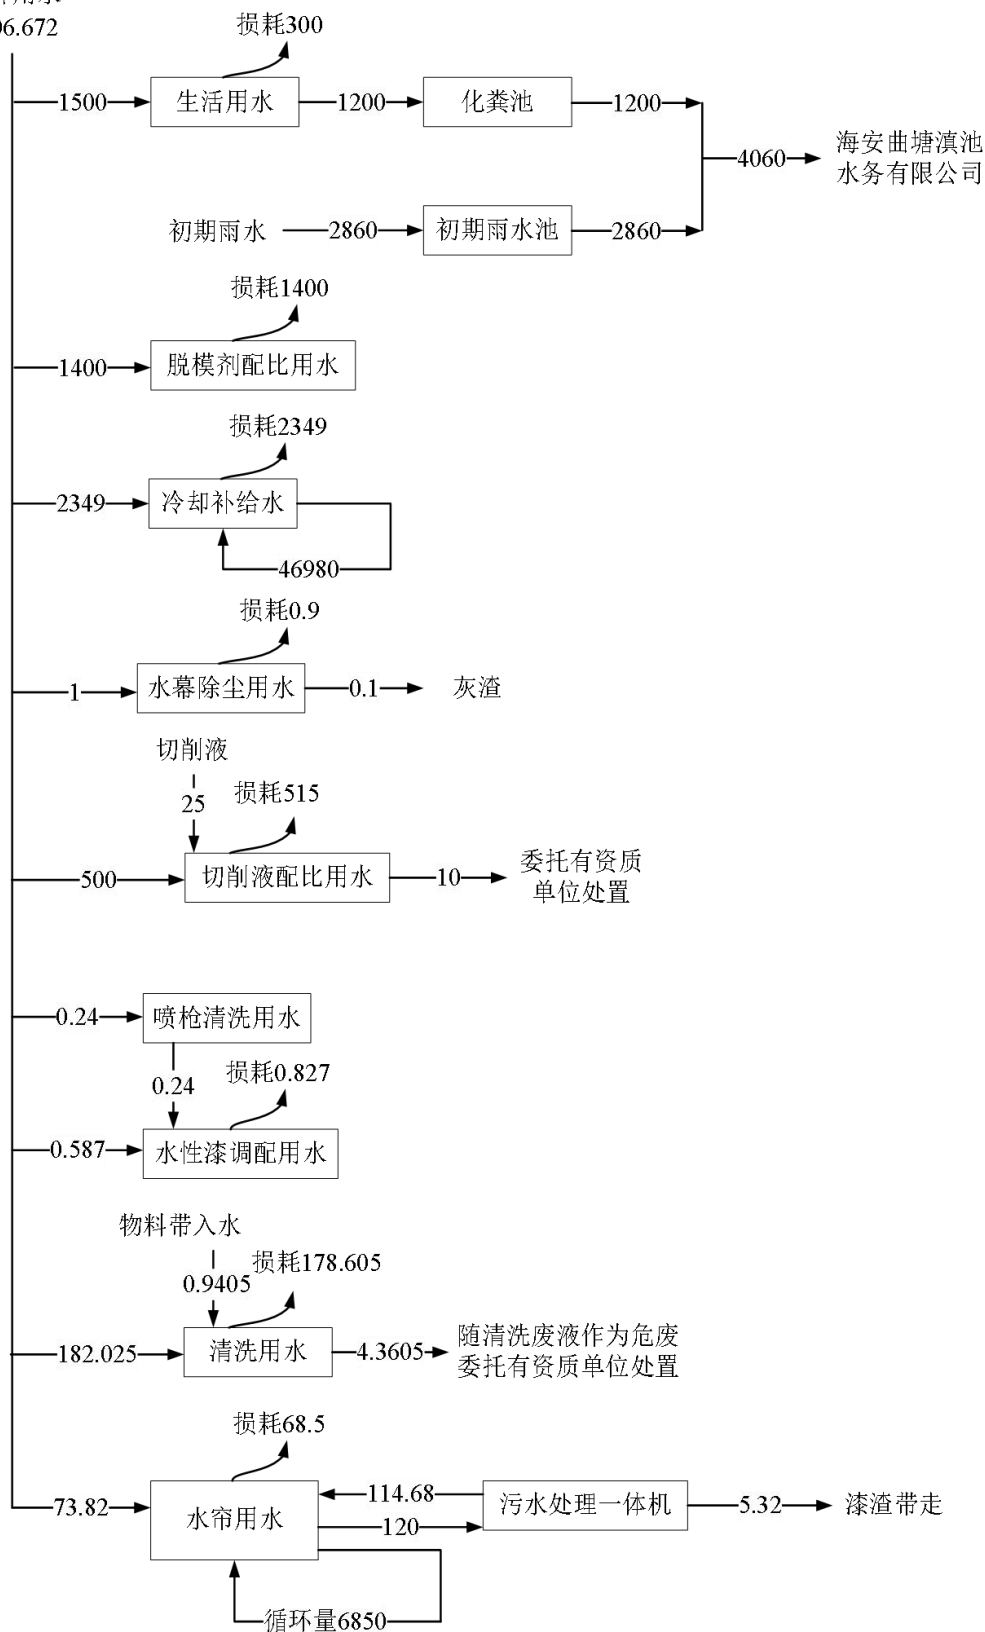 损耗300
1500
生活用水
1200
化粪池
1200
4060
海安曲塘滇池
水务有限公司
初期雨水
2860
初期雨水池
2860
损耗1400
1400
脱模剂配比用水
损耗2349
2349
冷却补给水
46980
损耗0.9
1
水幕除尘用水
0.1
灰渣
切削液
25
损耗515
500
切削液配比用水
10
委托有资质
单位处置
0.24
喷枪清洗用水
0.24
损耗0.827
0.587
水性漆调配用水
物料带入水
0.9405
损耗178.605
182.025
清洗用水
4.3605
随清洗废液作为危废
委托有资质单位处置
损耗68.5
73.82
水帘用水
114.68
120
污水处理一体机
5.32
漆渣带走
循环量6850